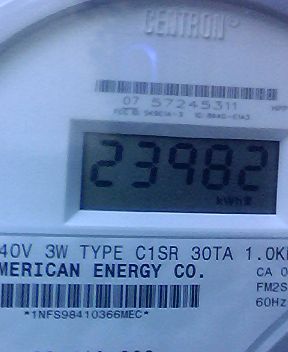 CENTRON®
07 57245311
23982
kWh
40V 3W TYPE C1SR 30TA 1.0K
MERICAN ENERGY CO.
CA 0
FM2S
60Hz
*1NFS98410366MEC*